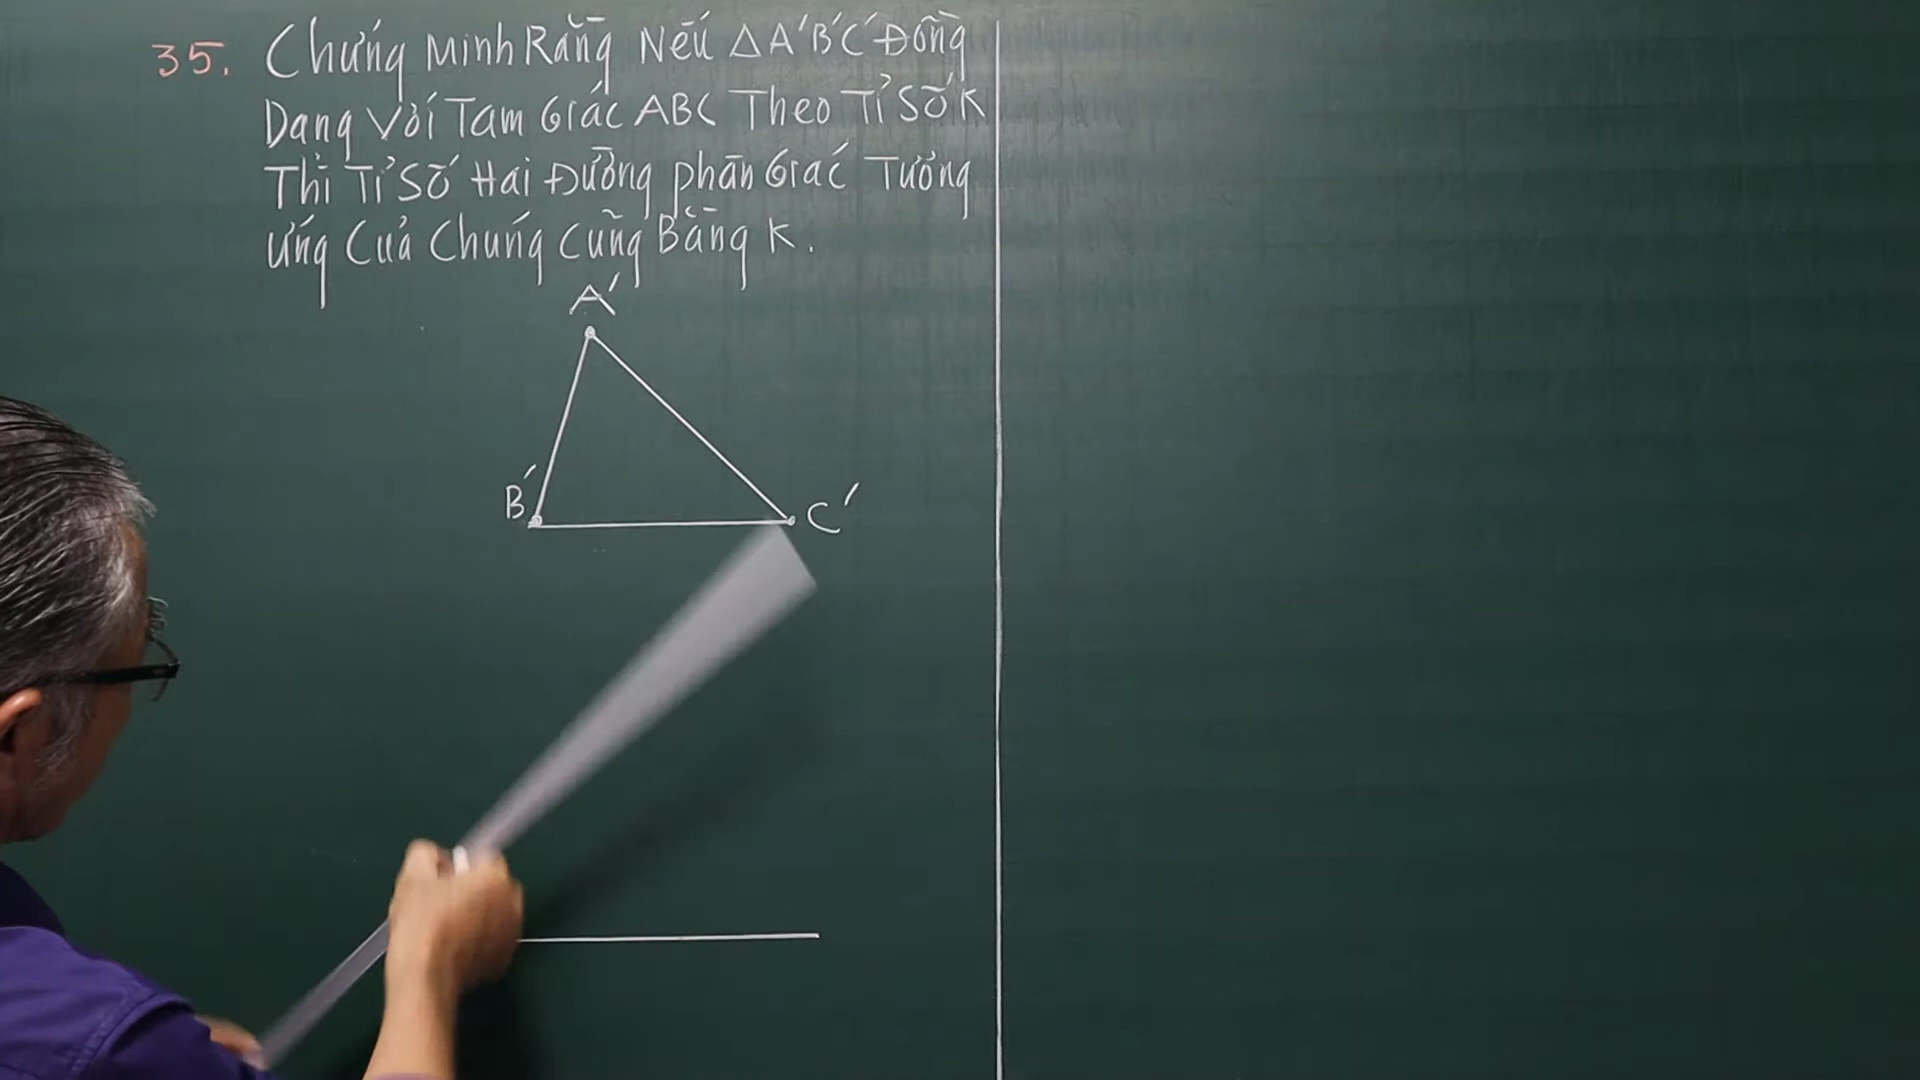 35. Chứng Minh Rằng Nếu ΔA'B'C' Đồng
Dạng Với Tam Giác ABC Theo Tỉ Số K
Thì Tỉ Số Hai Đường Phân Giác Tương
Ứng Của Chúng Cũng Bằng K.
A'
B'
C'